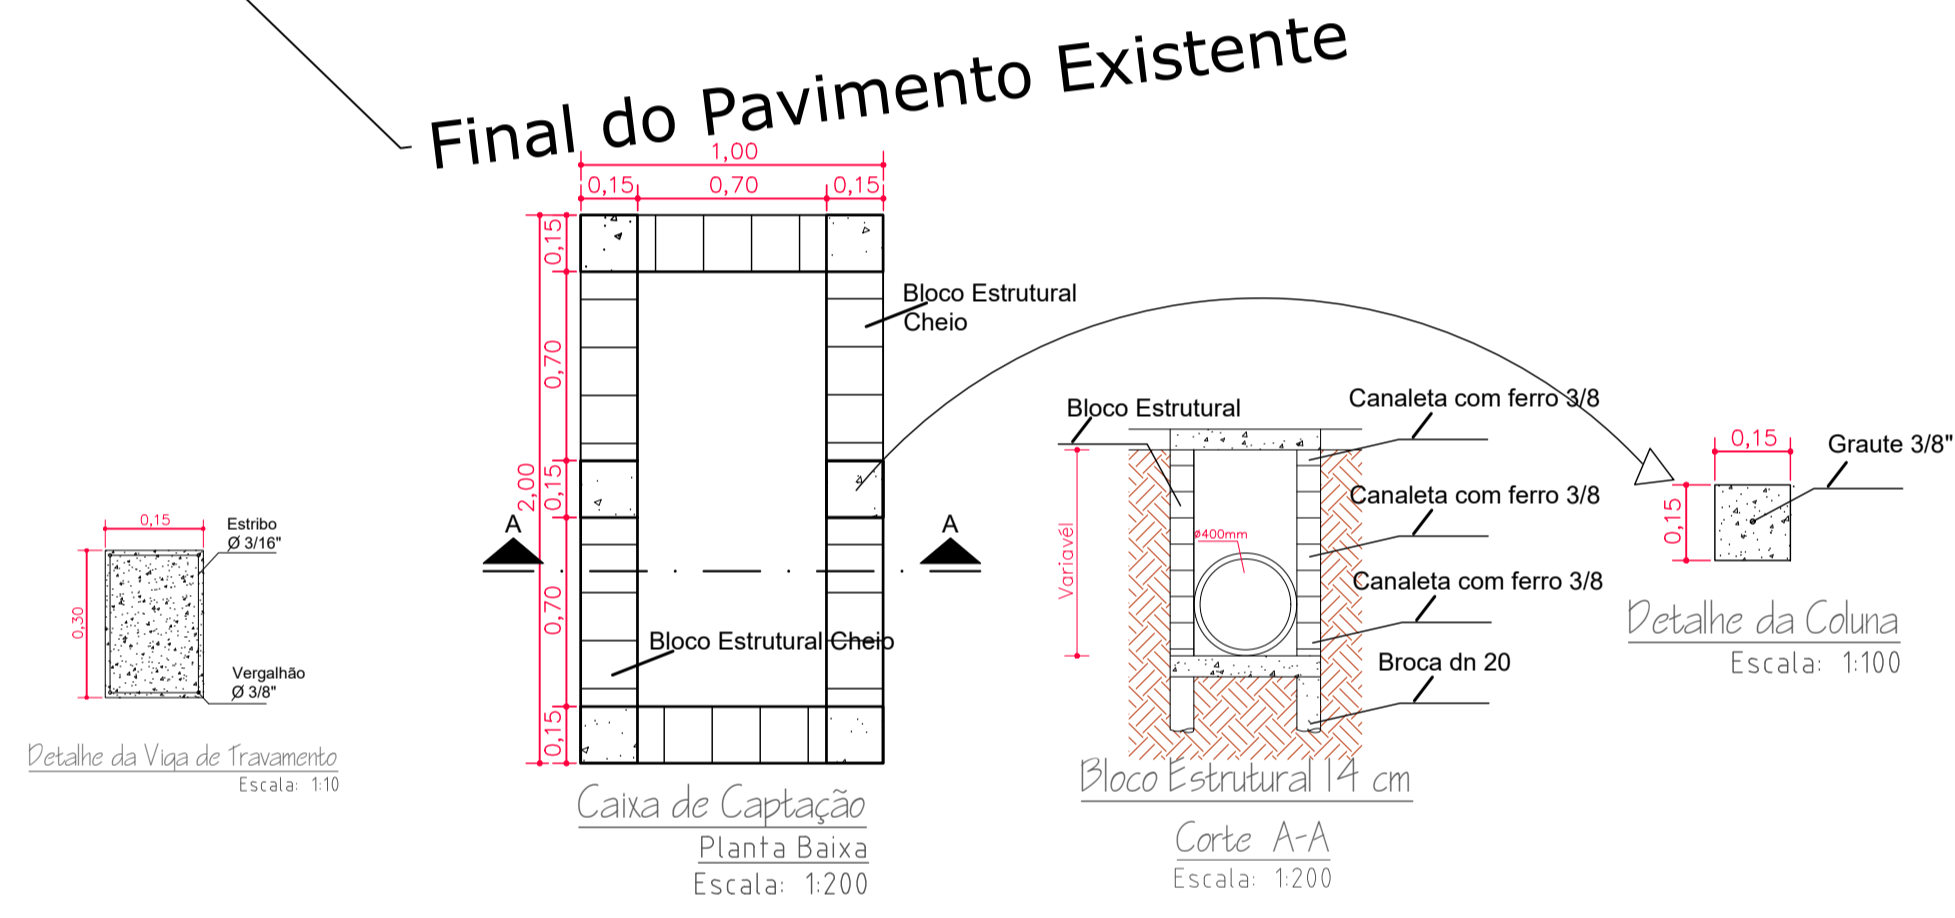 Final do Pavimento Existente
1,00
0,15
0,70
0,15
0,15
0,70
2,00
0,15
0,70
0,15
Bloco Estrutural
Cheio
A
A
Bloco Estrutural Cheio
Caixa de Captação
Planta Baixa
Escala: 1:200
0,15
0,30
Estribo
Ø 3/16"
Vergalhão
Ø 3/8"
Detalhe da Viga de Travamento
Escala: 1:10
Bloco Estrutural
Canaleta com ferro 3/8
Canaleta com ferro 3/8
Canaleta com ferro 3/8
Broca dn 20
Variavél
Ø400mm
Bloco Estrutural 14 cm
Corte A-A
Escala: 1:200
0,15
0,15
Graute 3/8"
Detalhe da Coluna
Escala: 1:100